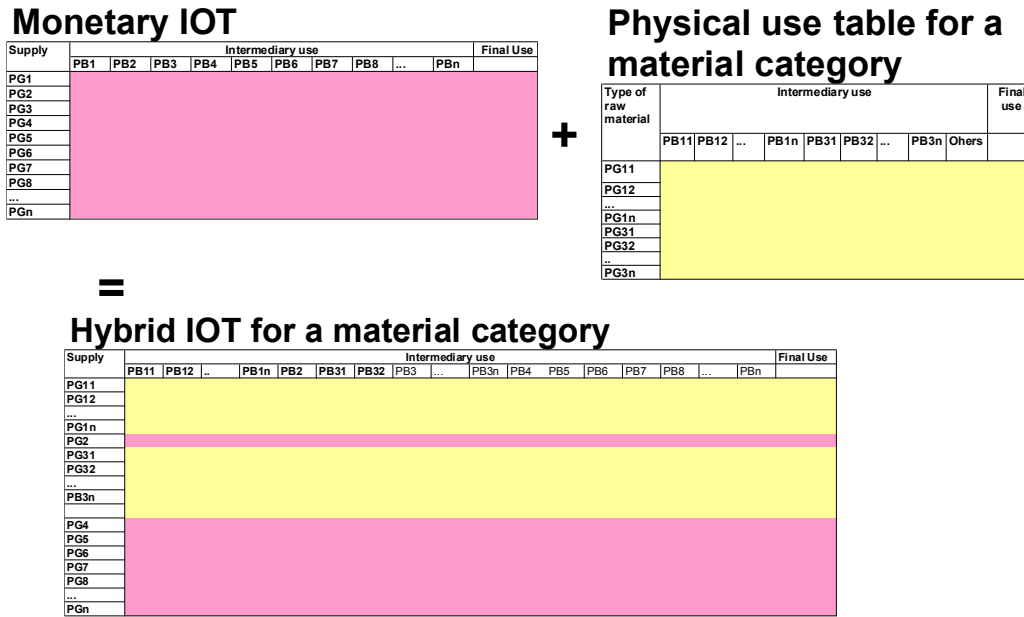 Monetary IOT
Supply Intermediary use Final Use
PB1 PB2 PB3 PB4 PB5 PB6 PB7 PB8 ... PBn
PG1
PG2
PG3
PG4
PG5
PG6
PG7
PG8
...
PGn
+
Physical use table for a
material category
Type of Intermediary use Final
raw use
material
PB11 PB12 ... PB1n PB31 PB32 ... PB3n Ohers
PG11
PG12
...
PG1n
PG31
PG32
..
PG3n
=
Hybrid IOT for a material category
Supply Intermediary use Final Use
PB11 PB12 .. PB1n PB2 PB31 PB32 PB3 ... PB3n PB4 PB5 PB6 PB7 PB8 ... PBn
PG11
PG12
...
PG1n
PG2
PG31
PG32
...
PB3n
PG4
PG5
PG6
PG7
PG8
...
PGn